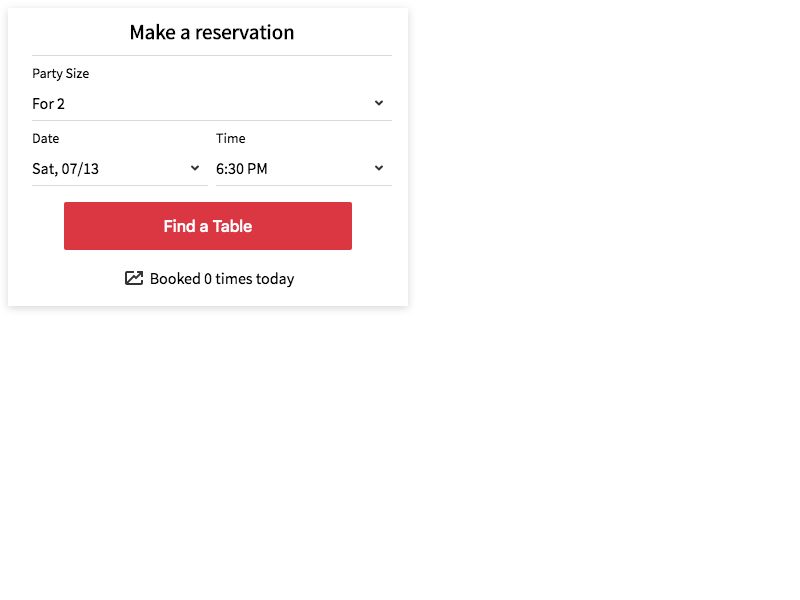 Make a reservation
Party Size
For 2
Date
Time
Sat, 07/13
6:30 PM
Find a Table
Booked 0 times today